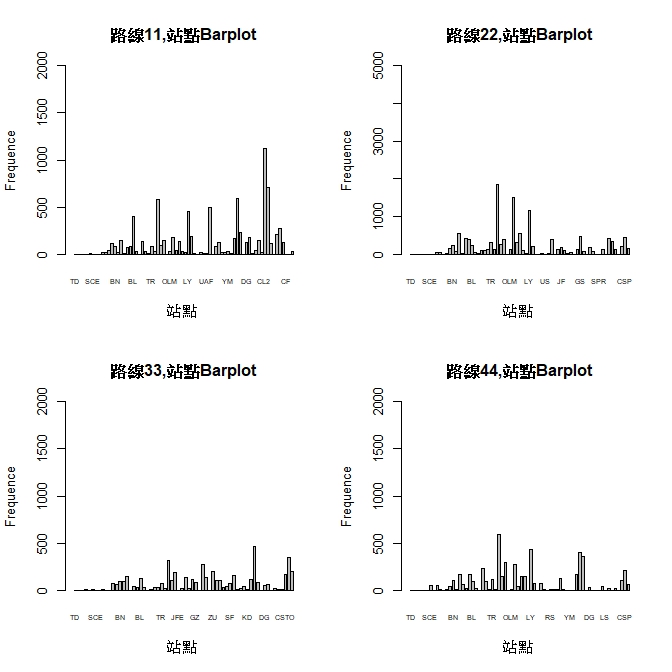 路線11,站點Barplot
2000
1500
1000
500
0
Frequence
TD SCE BN BL TR OLM LY UAF YM DG CL2 CF
站點
路線22,站點Barplot
5000
3000
1000
0
Frequence
TD SCE BN BL TR OLM LY US JF GS SPR CSP
站點
路線33,站點Barplot
2000
1500
1000
500
0
Frequence
TD SCE BN BL TR JFE GZ ZU SF KD DG CSTO
站點
路線44,站點Barplot
2000
1500
1000
500
0
Frequence
TD SCE BN BL TR OLM LY RS YM DG LS CSP
站點